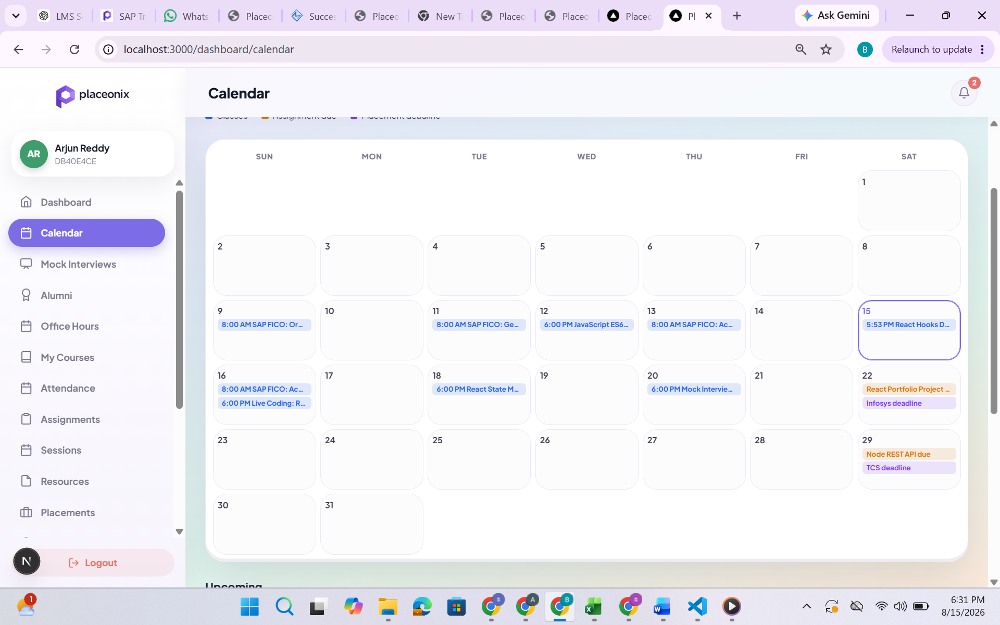 LMS S
SAP Tr
Whats
Placeo
Succes
Placeo
New T
Placeo
Placeo
Placeo
Pl
Ask Gemini
localhost:3000/dashboard/calendar
B
Relaunch to update
placeonix
Calendar
2
Classes
Assignment due
Placement deadline
AR
Arjun Reddy
DB40E4CE
Dashboard
Calendar
Mock Interviews
Alumni
Office Hours
My Courses
Attendance
Assignments
Sessions
Resources
Placements
N
Logout
SUN MON TUE WED THU FRI SAT
1
2 3 4 5 6 7 8
9 10 11 12 13 14 15
8:00 AM SAP FICO: Or...
8:00 AM SAP FICO: Ge...
6:00 PM JavaScript ES6...
8:00 AM SAP FICO: Ac...
5:53 PM React Hooks D...
16 17 18 19 20 21 22
8:00 AM SAP FICO: Ac...
6:00 PM React State M...
6:00 PM Mock Intervie...
React Portfolio Project ...
6:00 PM Live Coding: R...
Infosys deadline
23 24 25 26 27 28 29
Node REST API due
TCS deadline
30 31
Upcoming
1
S
A
B
S
6:31 PM
8/15/2026